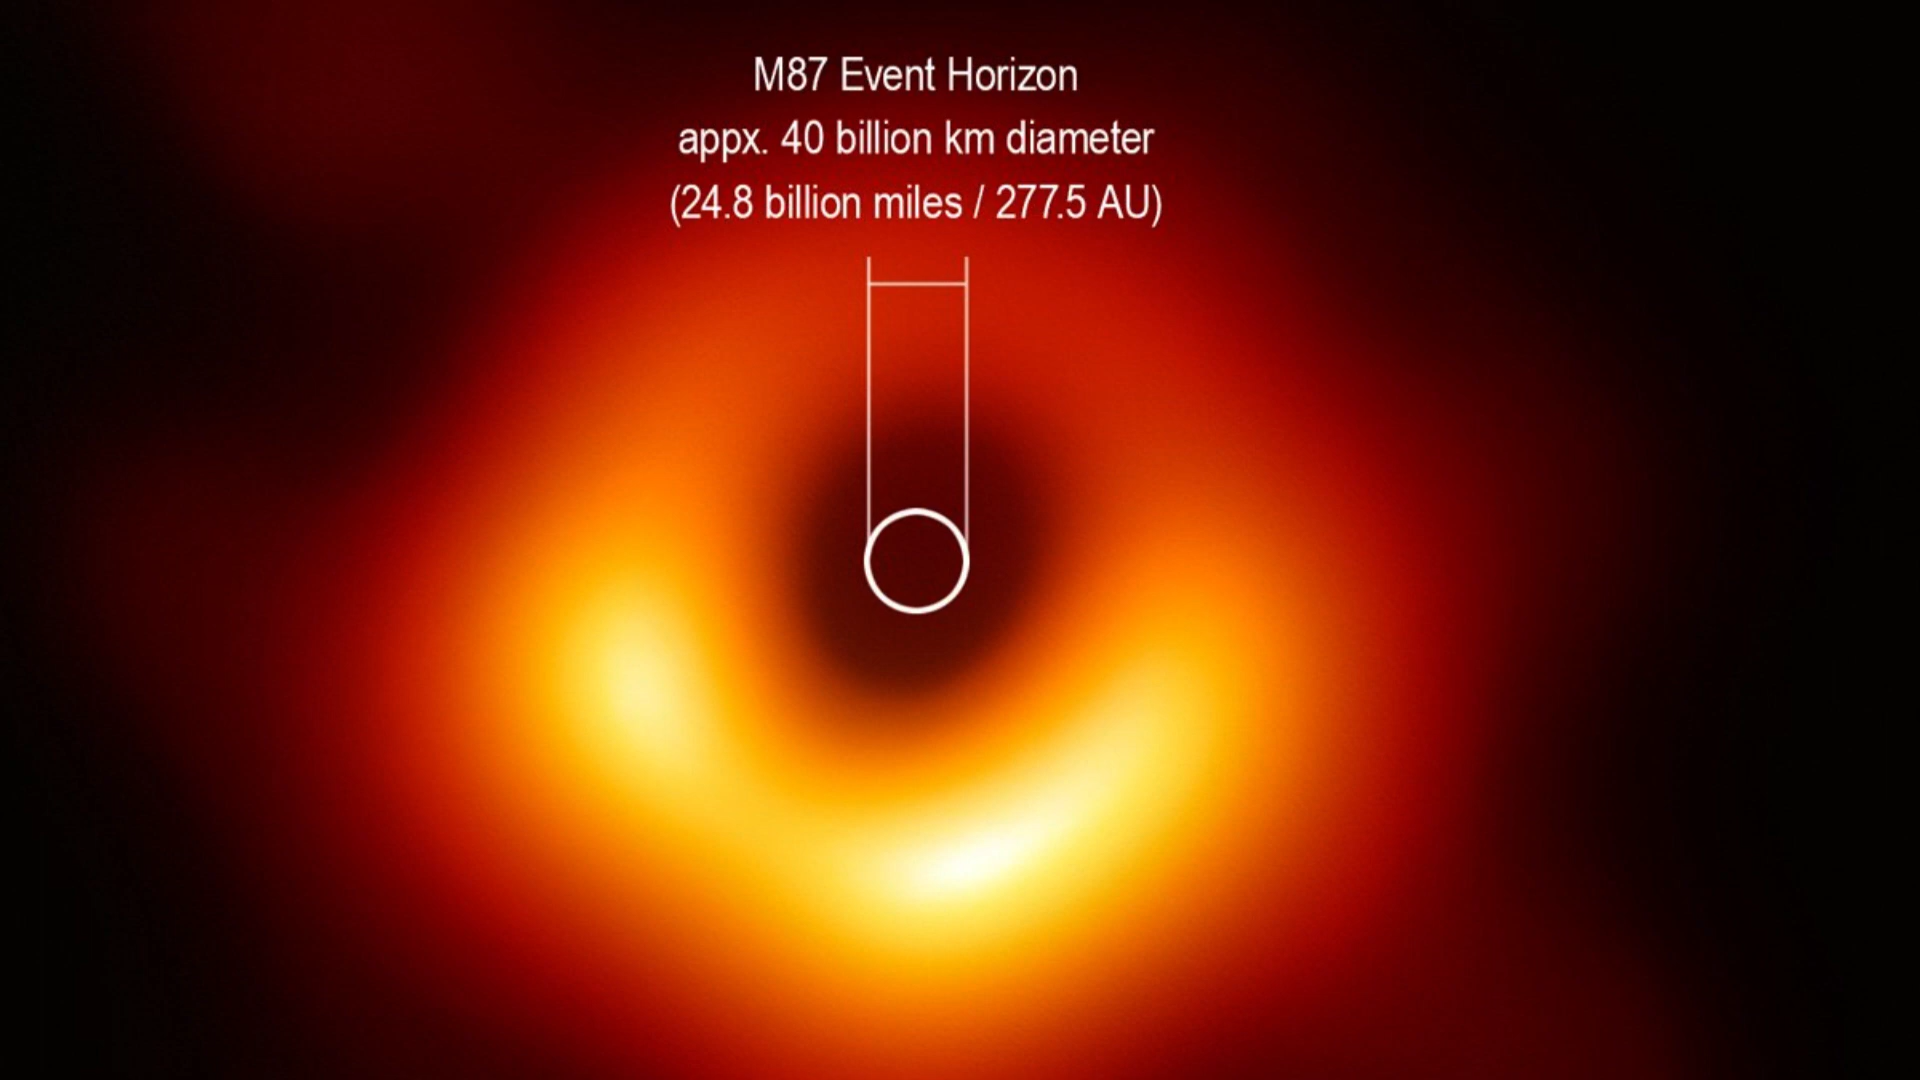 M87 Event Horizon
appx. 40 billion km diameter
(24.8 billion miles / 277.5 AU)